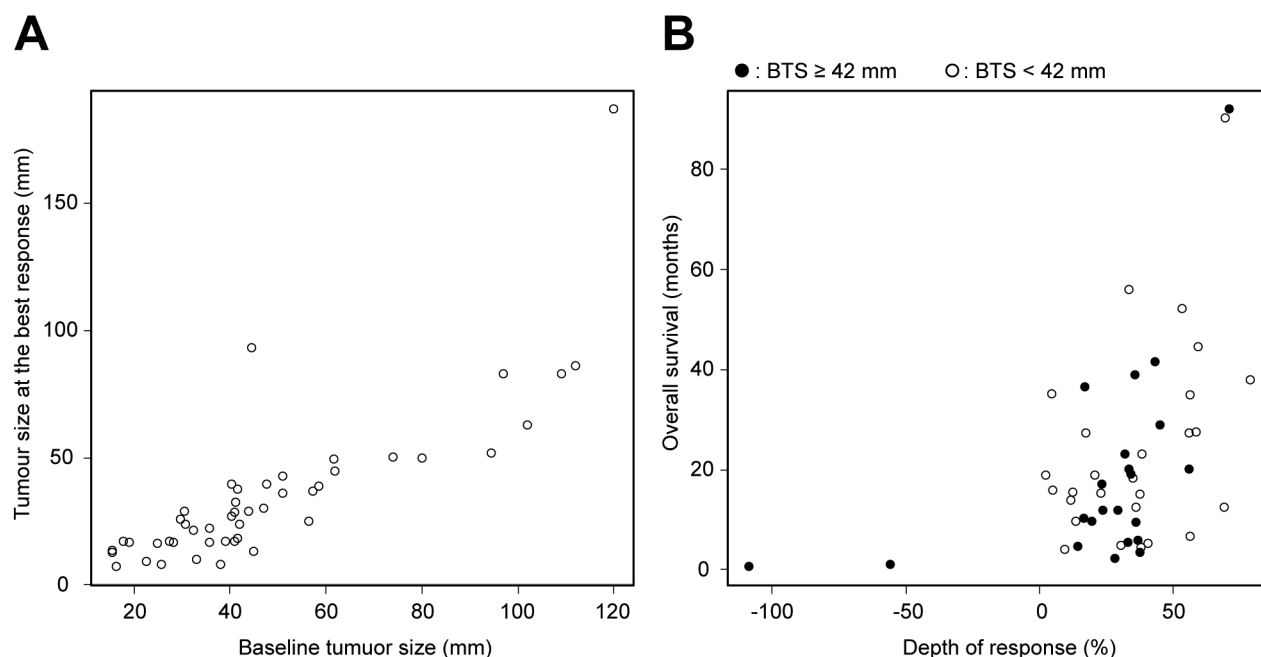 A
B
●: BTS ≥ 42 mm ○: BTS < 42 mm
Tumour size at the best response (mm)
150
100
50
0
20 40 60 80 100 120
Baseline tumuor size (mm)
Overall survival (months)
80
60
40
20
0
-100 -50 0 50
Depth of response (%)